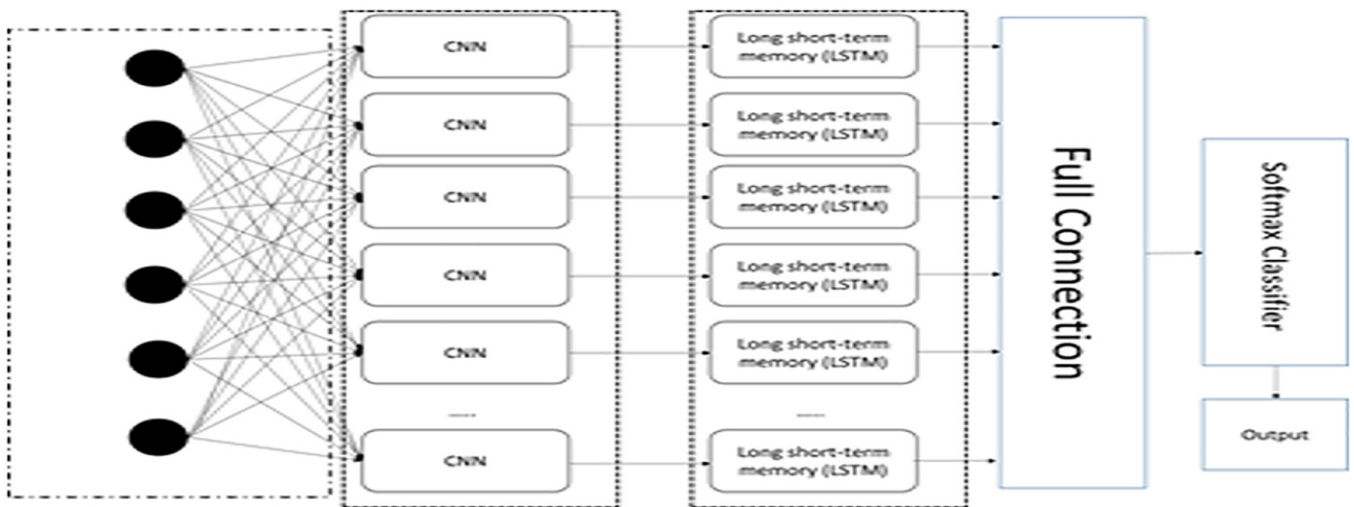 CNN
CNN
CNN
CNN
CNN
....
CNN
Long short-term
memory (LSTM)
Long short-term
memory (LSTM)
Long short-term
memory (LSTM)
Long short-term
memory (LSTM)
Long short-term
memory (LSTM)
....
Long short-term
memory (LSTM)
Full Connection
Softmax Classifier
Output